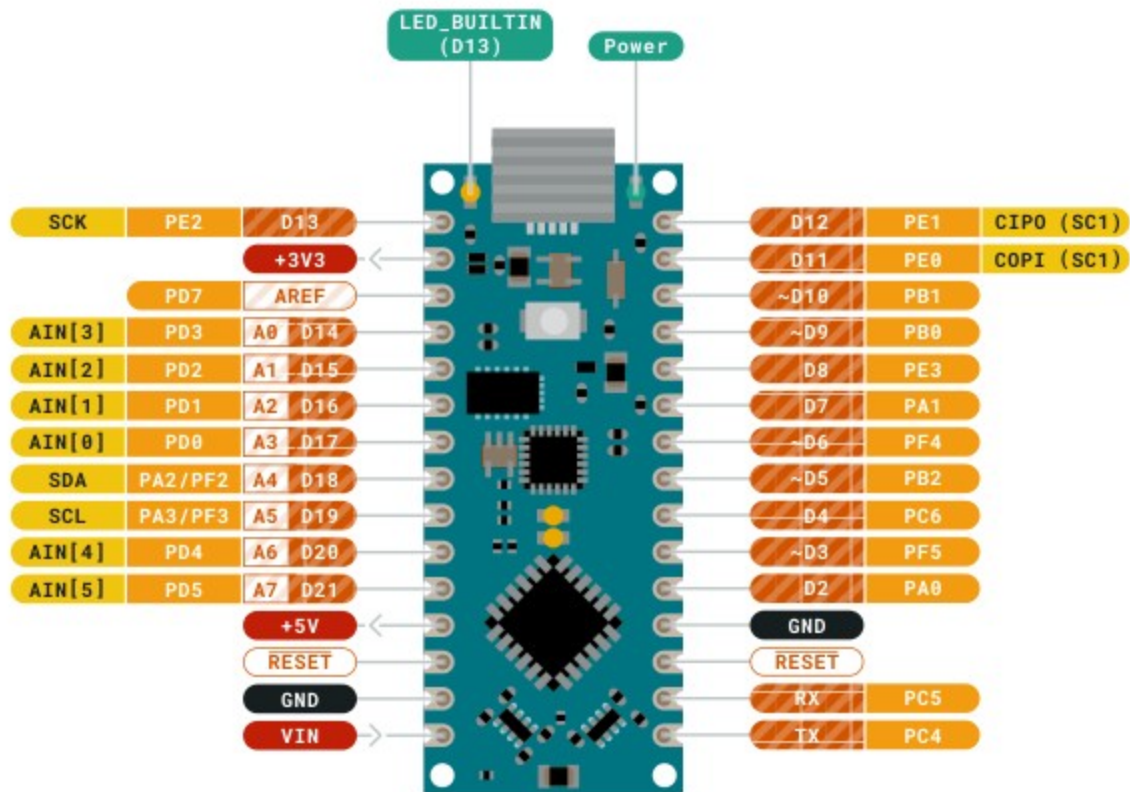 LED_BUILTIN
(D13)
Power
SCK PE2 D13
+3V3
PD7 AREF
AIN[3] PD3 A0 D14
AIN[2] PD2 A1 D15
AIN[1] PD1 A2 D16
AIN[0] PD0 A3 D17
SDA PA2/PF2 A4 D18
SCL PA3/PF3 A5 D19
AIN[4] PD4 A6 D20
AIN[5] PD5 A7 D21
+5V
RESET
GND
VIN
D12 PE1 CIPO (SC1)
D11 PE0 COPI (SC1)
~D10 PB1
~D9 PB0
D8 PE3
D7 PA1
~D6 PF4
~D5 PB2
D4 PC6
~D3 PF5
D2 PA0
GND
RESET
RX PC5
TX PC4